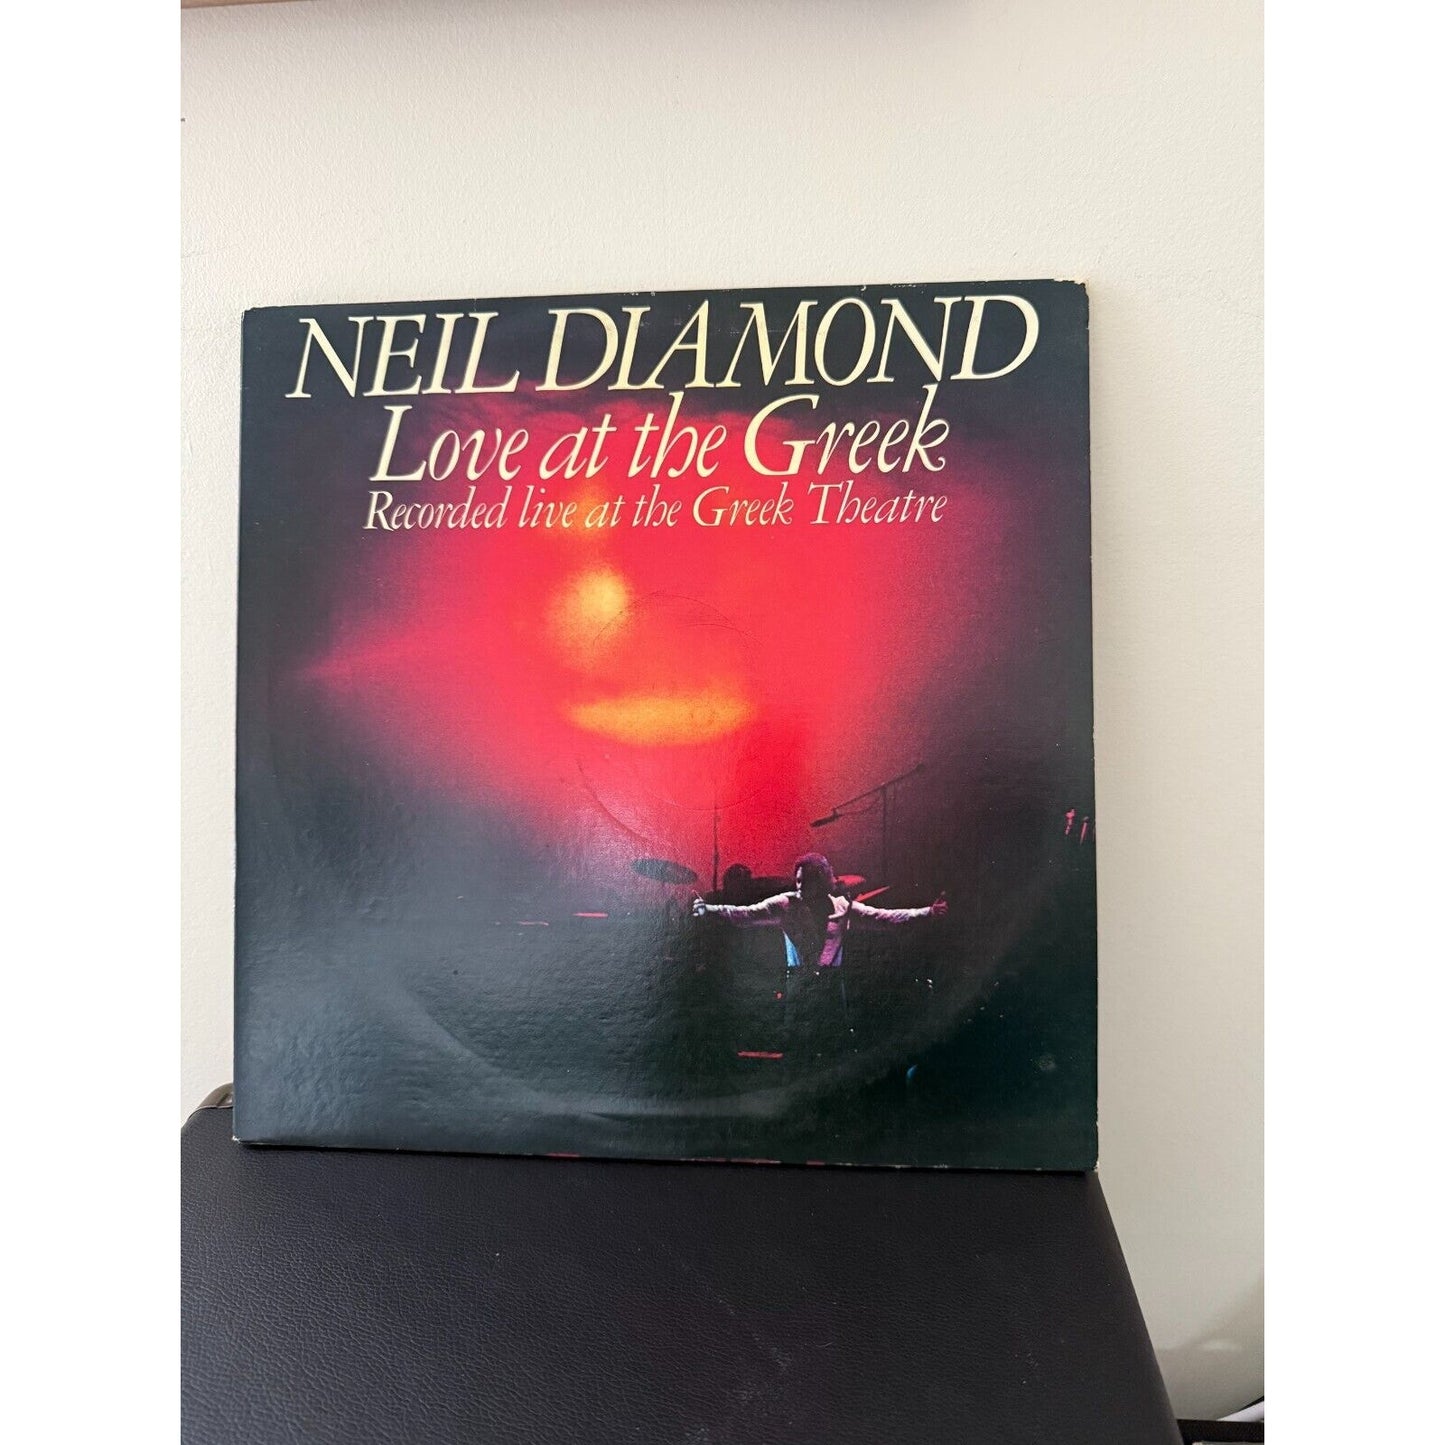 NEIL DIAMOND
Love at the Greek
Recorded live at the Greek Theatre